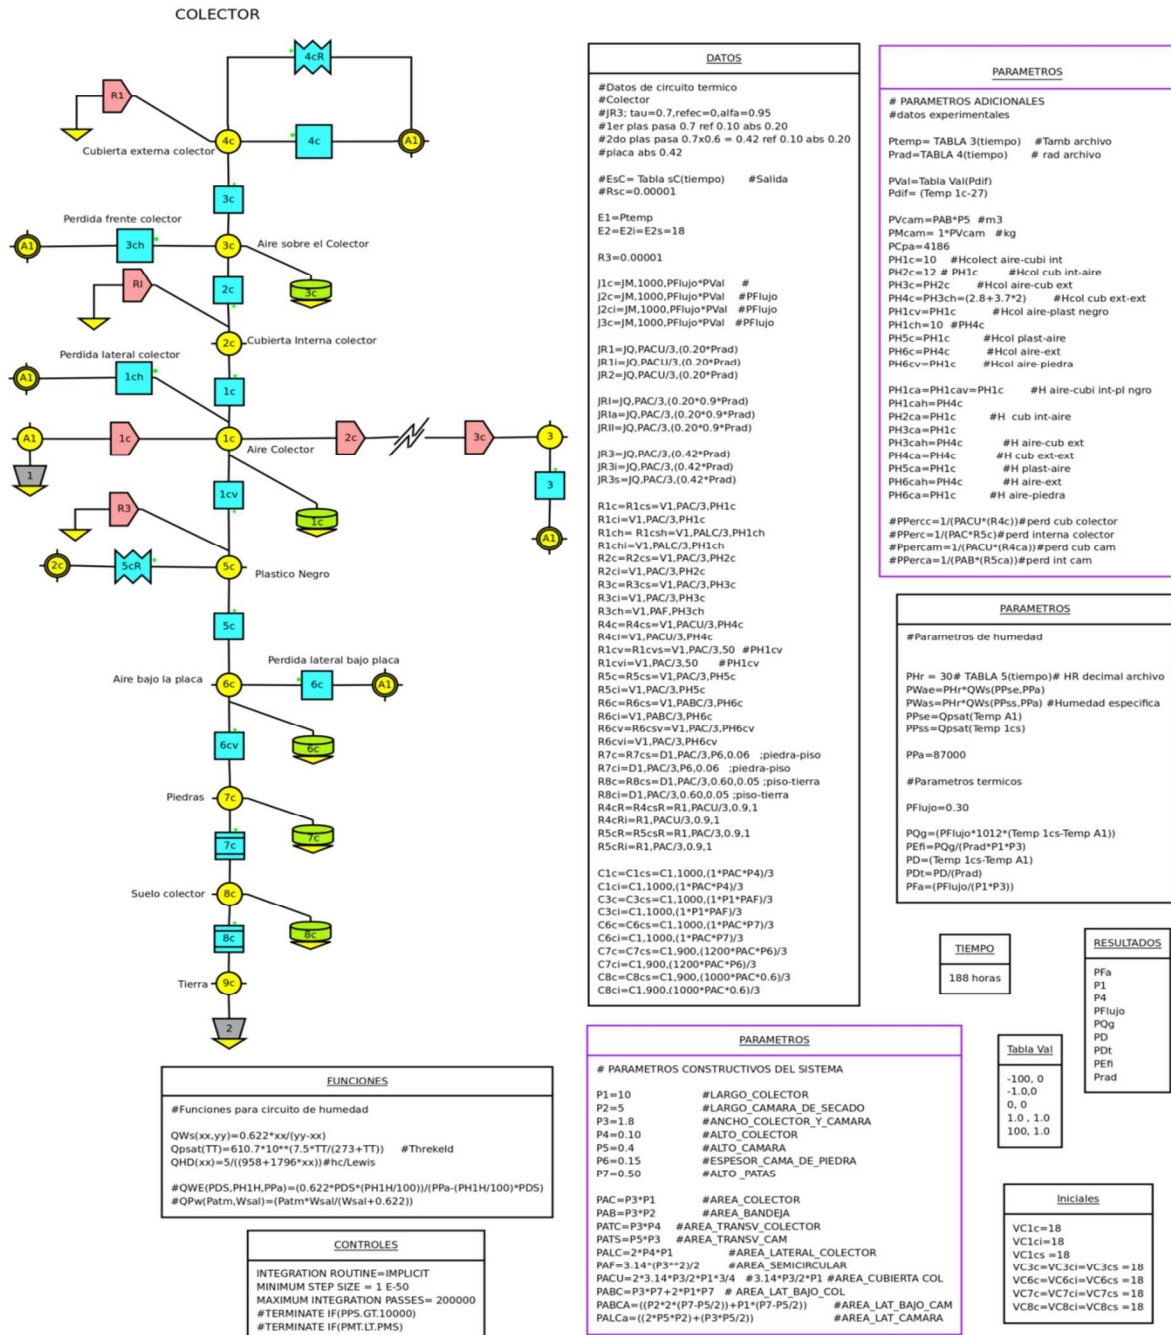 COLECTOR
4cR
R1
4c
4c
A1
Cubierta externa colector
3c
Perdida frente colector
A1
3ch
3c
Aire sobre el Colector
3c
RI
2c
2c
Cubierta Interna colector
Perdida lateral colector
A1
1ch
1c
A1
1c
1c
2c
3c
3
Aire Colector
1
1cv
1c
3
A1
R3
2c
5cR
5c
Plastico Negro
5c
Perdida lateral bajo placa
Aire bajo la placa
6c
6c
A1
6c
6cv
Piedras
7c
7c
7c
Suelo colector
8c
8c
8c
Tierra
9c
2
DATOS
#Datos de circuito termico
#Colector
#JR3; tau=0.7,refec=0,alfa=0.95
#1er plas pasa 0.7 ref 0.10 abs 0.20
#2do plas pasa 0.7x0.6 = 0.42 ref 0.10 abs 0.20
#placa abs 0.42
#EsC= Tabla sC(tiempo) #Salida
#Rsc=0.00001
E1=Ptemp
E2=E2i=E2s=18
R3=0.00001
J1c=JM,1000,PFlujo*PVal #
J2c=JM,1000,PFlujo*PVal #PFlujo
J2ci=JM,1000,PFlujo*PVal #PFlujo
J3c=JM,1000,PFlujo*PVal #PFlujo
JR1=JQ,PACU/3,(0.20*Prad)
JR1i=JQ,PACU/3,(0.20*Prad)
JR2=JQ,PACU/3,(0.20*Prad)
JRI=JQ,PAC/3,(0.20*0.9*Prad)
JRIa=JQ,PAC/3,(0.20*0.9*Prad)
JRII=JQ,PAC/3,(0.20*0.9*Prad)
JR3=JQ,PAC/3,(0.42*Prad)
JR3i=JQ,PAC/3,(0.42*Prad)
JR3s=JQ,PAC/3,(0.42*Prad)
R1c=R1cs=V1,PAC/3,PH1c
R1ci=V1,PAC/3,PH1c
R1ch= R1csh=V1,PALC/3,PH1ch
R1chi=V1,PALC/3,PH1ch
R2c=R2cs=V1,PAC/3,PH2c
R2ci=V1,PAC/3,PH2c
R3c=R3cs=V1,PAC/3,PH3c
R3ci=V1,PAC/3,PH3c
R3ch=V1,PAF,PH3ch
R4c=R4cs=V1,PACU/3,PH4c
R4ci=V1,PACU/3,PH4c
R1cv=R1cvs=V1,PAC/3,50 #PH1cv
R1cvi=V1,PAC/3,50 #PH1cv
R5c=R5cs=V1,PAC/3,PH5c
R5ci=V1,PAC/3,PH5c
R6c=R6cs=V1,PABC/3,PH6c
R6ci=V1,PABC/3,PH6c
R6cv=R6csv=V1,PAC/3,PH6cv
R6cvi=V1,PAC/3,PH6cv
R7c=R7cs=D1,PAC/3,P6,0.06 ;piedra-piso
R7ci=D1,PAC/3,P6,0.06 ;piedra-piso
R8c=R8cs=D1,PAC/3,0.60,0.05 ;piso-tierra
R8ci=D1,PAC/3,0.60,0.05 ;piso-tierra
R4cR=R4csR=R1,PACU/3,0.9,1
R4cRi=R1,PACU/3,0.9,1
R5cR=R5csR=R1,PAC/3,0.9,1
R5cRi=R1,PAC/3,0.9,1
C1c=C1cs=C1,1000,(1*PAC*P4)/3
C1ci=C1,1000,(1*PAC*P4)/3
C3c=C3cs=C1,1000,(1*P1*PAF)/3
C3ci=C1,1000,(1*P1*PAF)/3
C6c=C6cs=C1,1000,(1*PAC*P7)/3
C6ci=C1,1000,(1*PAC*P7)/3
C7c=C7cs=C1,900,(1200*PAC*P6)/3
C7ci=C1,900,(1200*PAC*P6)/3
C8c=C8cs=C1,900,(1000*PAC*0.6)/3
C8ci=C1,900,(1000*PAC*0.6)/3
PARAMETROS
# PARAMETROS ADICIONALES
#datos experimentales
Ptemp= TABLA 3(tiempo) #Tamb archivo
Prad=TABLA 4(tiempo) # rad archivo
PVal=Tabla Val(Pdif)
Pdif= (Temp 1c-27)
PVcam=PAB*P5 #m3
PMcam= 1*PVcam #kg
PCpa=4186
PH1c=10 #Hcolect aire-cubi int
PH2c=12 # PH1c #Hcol cub int-aire
PH3c=PH2c #Hcol aire-cub ext
PH4c=PH3ch=(2.8+3.7*2) #Hcol cub ext-ext
PH1cv=PH1c #Hcol aire-plast negro
PH1ch=10 #PH4c
PH5c=PH1c #Hcol plast-aire
PH6c=PH4c #Hcol aire-ext
PH6cv=PH1c #Hcol aire-piedra
PH1ca=PH1cav=PH1c #H aire-cubi int-pl ngro
PH1cah=PH4c
PH2ca=PH1c #H cub int-aire
PH3ca=PH1c
PH3cah=PH4c #H aire-cub ext
PH4ca=PH4c #H cub ext-ext
PH5ca=PH1c #H plast-aire
PH6cah=PH4c #H aire-ext
PH6ca=PH1c #H aire-piedra
#PPercc=1/(PACU*(R4c))#perd cub colector
#PPerc=1/(PAC*R5c)#perd interna colector
#Ppercam=1/(PACU*(R4ca))#perd cub cam
#PPerca=1/(PAB*(R5ca))#perd int cam
PARAMETROS
#Parametros de humedad
PHr = 30# TABLA 5(tiempo)# HR decimal archivo
PWae=PHr*QWs(PPse,PPa)
PWas=PHr*QWs(PPss,PPa) #Humedad especifica
PPse=Qpsat(Temp A1)
PPss=Qpsat(Temp 1cs)
PPa=87000
#Parametros termicos
PFlujo=0.30
PQg=(PFlujo*1012*(Temp 1cs-Temp A1))
PEfi=PQg/(Prad*P1*P3)
PD=(Temp 1cs-Temp A1)
PDt=PD/(Prad)
PFa=(PFlujo/(P1*P3))
TIEMPO
188 horas
RESULTADOS
PFa
P1
P4
PFlujo
PQg
PD
PDt
PEfi
Prad
Tabla Val
-100, 0
-1.0,0
0, 0
1.0 , 1.0
100, 1.0
Iniciales
VC1c=18
VC1ci=18
VC1cs =18
VC3c=VC3ci=VC3cs =18
VC6c=VC6ci=VC6cs =18
VC7c=VC7ci=VC7cs =18
VC8c=VC8ci=VC8cs =18
PARAMETROS
# PARAMETROS CONSTRUCTIVOS DEL SISTEMA
P1=10 #LARGO_COLECTOR
P2=5 #LARGO_CAMARA_DE_SECADO
P3=1.8 #ANCHO_COLECTOR_Y_CAMARA
P4=0.10 #ALTO_COLECTOR
P5=0.4 #ALTO_CAMARA
P6=0.15 #ESPESOR_CAMA_DE_PIEDRA
P7=0.50 #ALTO _PATAS
PAC=P3*P1 #AREA_COLECTOR
PAB=P3*P2 #AREA_BANDEJA
PATC=P3*P4 #AREA_TRANSV_COLECTOR
PATS=P5*P3 #AREA_TRANSV_CAM
PALC=2*P4*P1 #AREA_LATERAL_COLECTOR
PAF=3.14*(P3**2)/2 #AREA_SEMICIRCULAR
PACU=2*3.14*P3/2*P1*3/4 #3.14*P3/2*P1 #AREA_CUBIERTA COL
PABC=P3*P7+2*P1*P7 # AREA_LAT_BAJO_COL
PABCA=((P2*2*(P7-P5/2))+P1*(P7-P5/2)) #AREA_LAT_BAJO_CAM
PALCa=((2*P5*P2)+(P3*P5/2)) #AREA_LAT_CAMARA
FUNCIONES
#Funciones para circuito de humedad
QWs(xx,yy)=0.622*xx/(yy-xx)
Qpsat(TT)=610.7*10**(7.5*TT/(273+TT)) #Threkeld
QHD(xx)=5/((958+1796*xx))#hc/Lewis
#QWE(PDS,PH1H,PPa)=(0.622*PDS*(PH1H/100))/(PPa-(PH1H/100)*PDS)
#QPw(Patm,Wsal)=(Patm*Wsal/(Wsal+0.622))
CONTROLES
INTEGRATION ROUTINE=IMPLICIT
MINIMUM STEP SIZE = 1 E-50
MAXIMUM INTEGRATION PASSES= 200000
#TERMINATE IF(PPS.GT.10000)
#TERMINATE IF(PMT.LT.PMS)